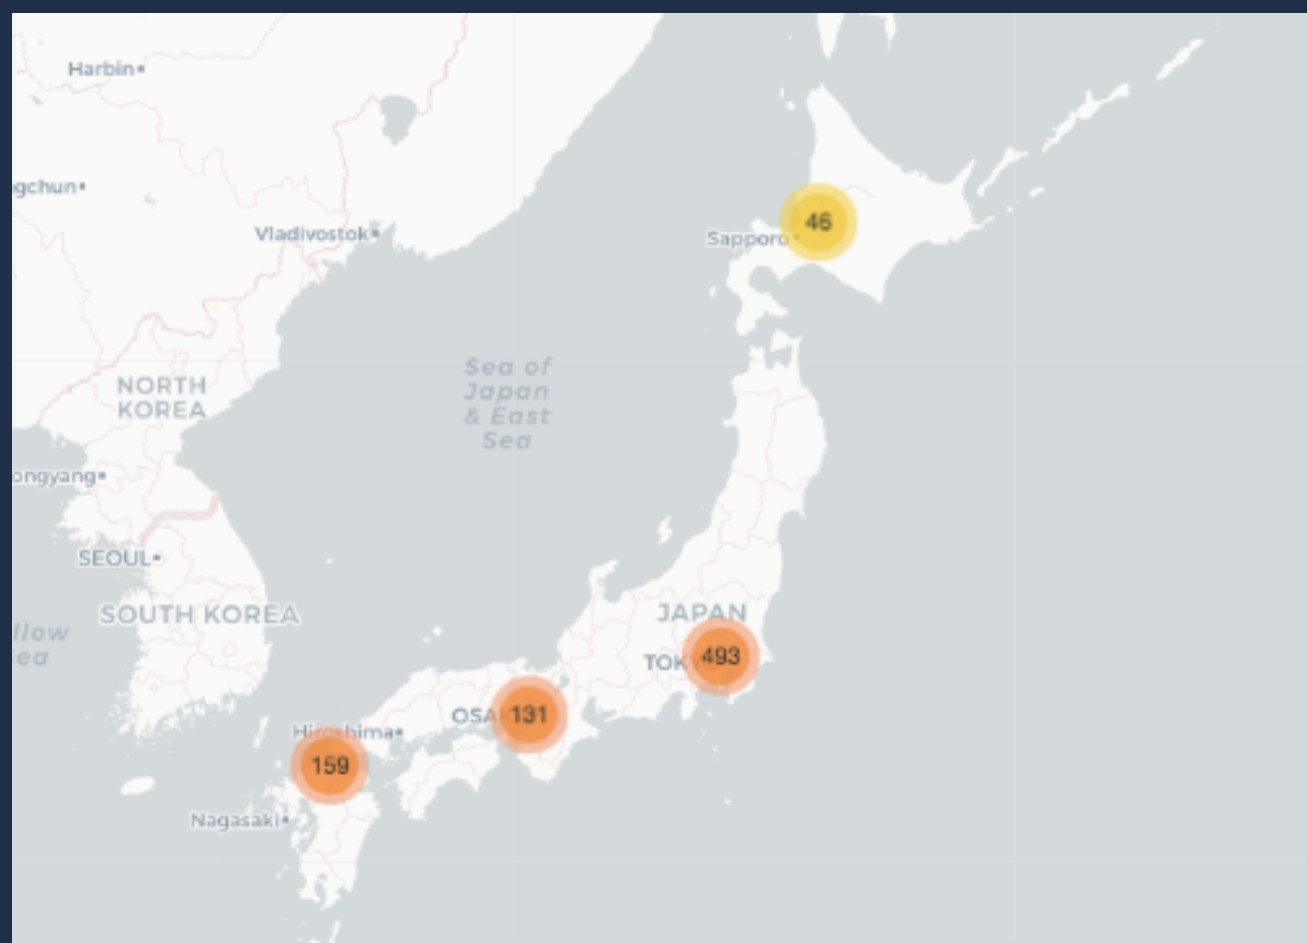 Harbin
gchun
Vladivostok
46
Sapporo
Sea of
Japan
& East
Sea
NORTH
KOREA
ongyang
SEOUL
SOUTH KOREA
JAPAN
llow
ea
TOKY
493
OSA
131
Hiroshima
159
Nagasaki